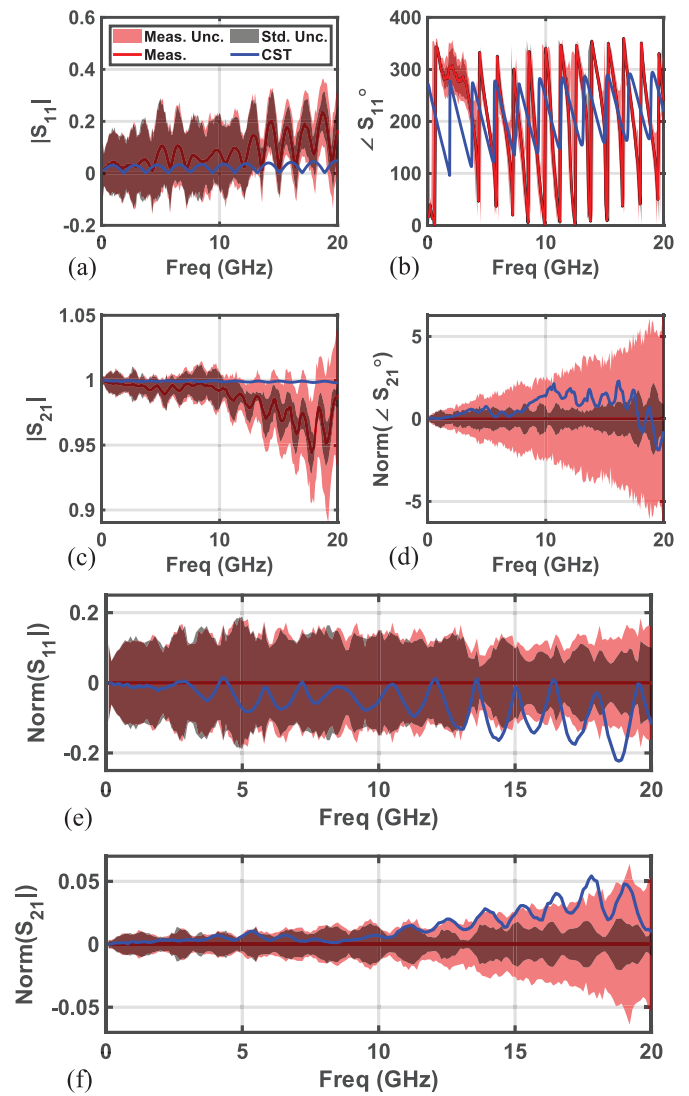 Meas. Unc. Std. Unc.
Meas. CST
0.6
0.4
0.2
0
-0.2
|S11|
0 10 20
(a) Freq (GHz)
400
300
200
100
0
∠ S11°
0 10 20
(b) Freq (GHz)
1.05
1
0.95
0.9
|S21|
0 10 20
(c) Freq (GHz)
5
0
-5
Norm(∠ S21°)
0 10 20
(d) Freq (GHz)
0.2
0
-0.2
Norm(S11|)
0 5 10 15 20
(e) Freq (GHz)
0.05
0
-0.05
Norm(S21|)
0 5 10 15 20
(f) Freq (GHz)